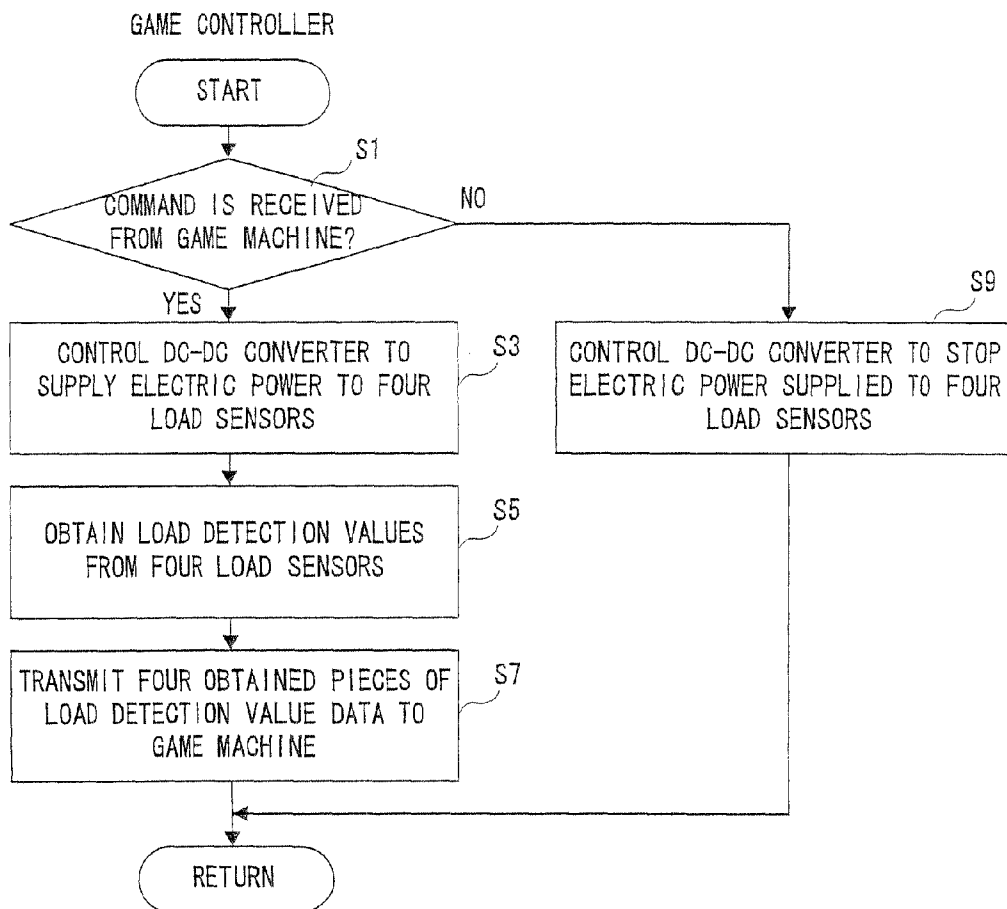 GAME CONTROLLER
START
S1
COMMAND IS RECEIVED
FROM GAME MACHINE?
NO
YES
S3
CONTROL DC-DC CONVERTER TO
SUPPLY ELECTRIC POWER TO FOUR
LOAD SENSORS
S9
CONTROL DC-DC CONVERTER TO STOP
ELECTRIC POWER SUPPLIED TO FOUR
LOAD SENSORS
S5
OBTAIN LOAD DETECTION VALUES
FROM FOUR LOAD SENSORS
S7
TRANSMIT FOUR OBTAINED PIECES OF
LOAD DETECTION VALUE DATA TO
GAME MACHINE
RETURN